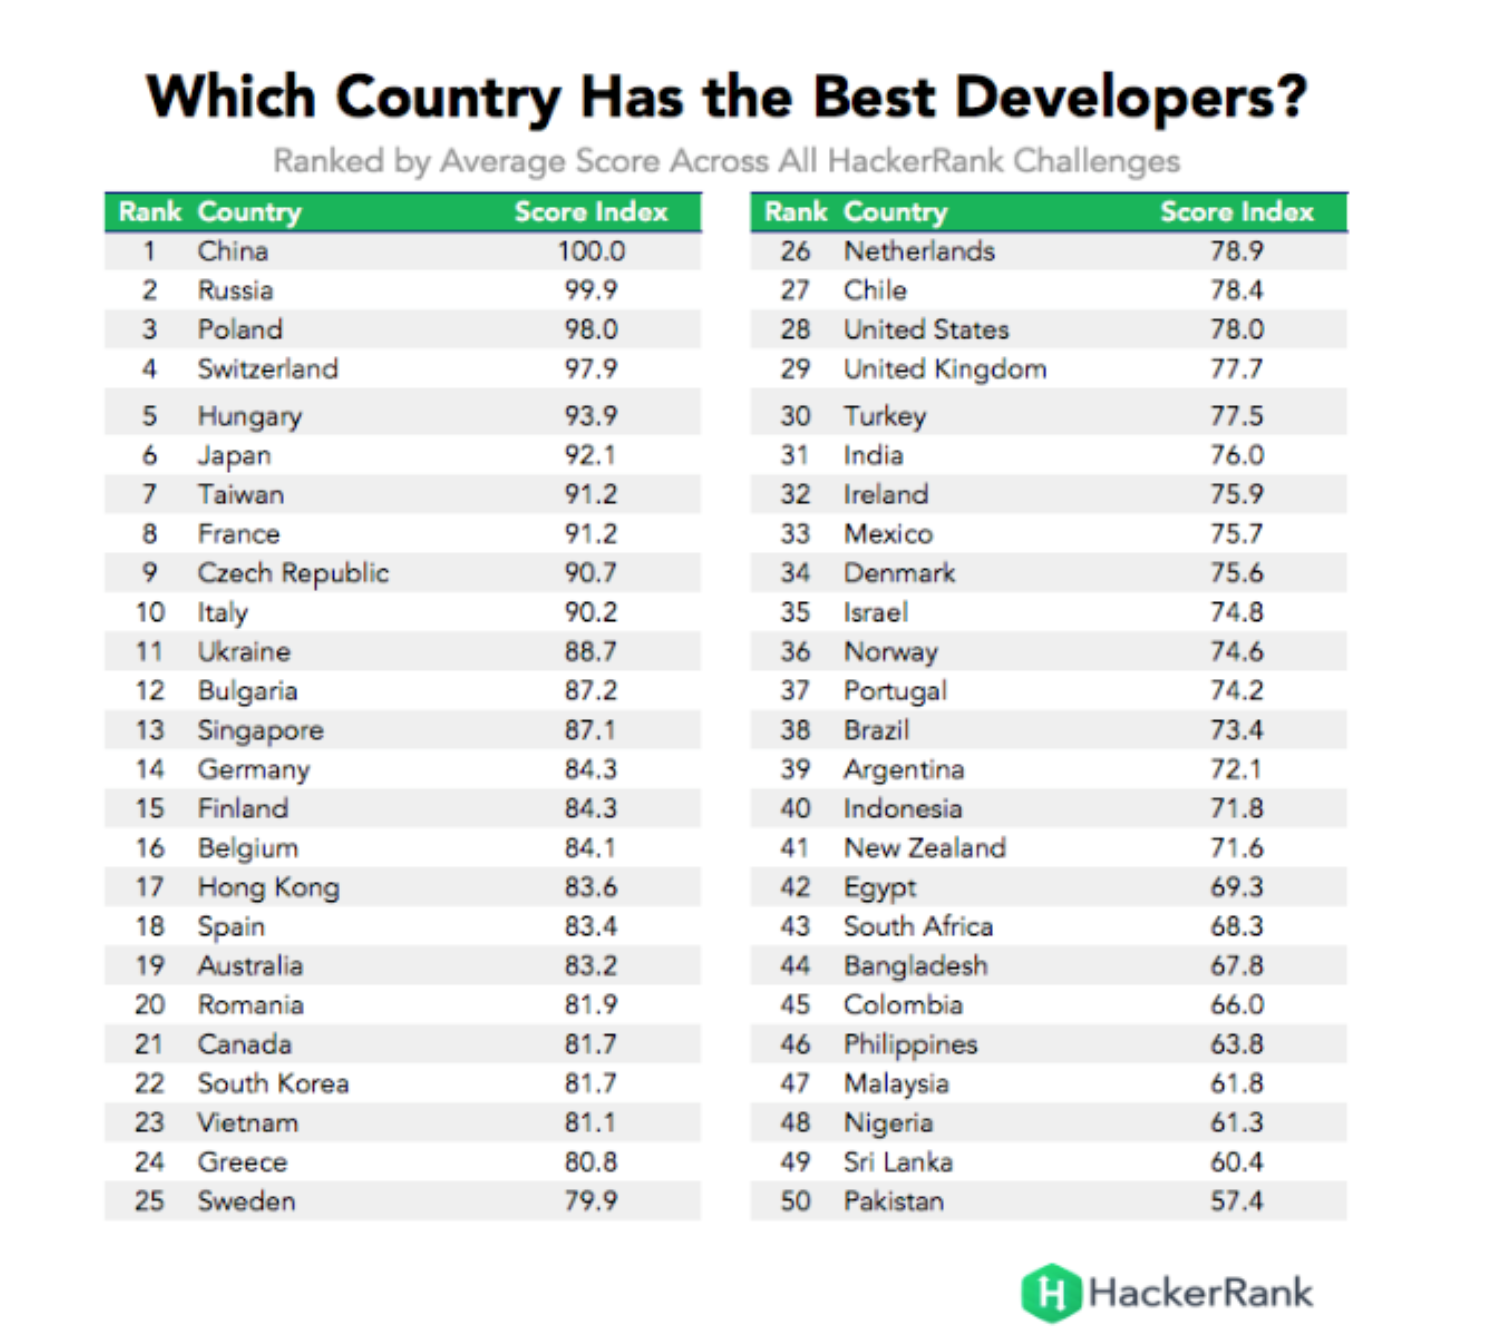 Which Country Has the Best Developers?
Ranked by Average Score Across All HackerRank Challenges
Rank Country Score Index
1 China 100.0
2 Russia 99.9
3 Poland 98.0
4 Switzerland 97.9
5 Hungary 93.9
6 Japan 92.1
7 Taiwan 91.2
8 France 91.2
9 Czech Republic 90.7
10 Italy 90.2
11 Ukraine 88.7
12 Bulgaria 87.2
13 Singapore 87.1
14 Germany 84.3
15 Finland 84.3
16 Belgium 84.1
17 Hong Kong 83.6
18 Spain 83.4
19 Australia 83.2
20 Romania 81.9
21 Canada 81.7
22 South Korea 81.7
23 Vietnam 81.1
24 Greece 80.8
25 Sweden 79.9
Rank Country Score Index
26 Netherlands 78.9
27 Chile 78.4
28 United States 78.0
29 United Kingdom 77.7
30 Turkey 77.5
31 India 76.0
32 Ireland 75.9
33 Mexico 75.7
34 Denmark 75.6
35 Israel 74.8
36 Norway 74.6
37 Portugal 74.2
38 Brazil 73.4
39 Argentina 72.1
40 Indonesia 71.8
41 New Zealand 71.6
42 Egypt 69.3
43 South Africa 68.3
44 Bangladesh 67.8
45 Colombia 66.0
46 Philippines 63.8
47 Malaysia 61.8
48 Nigeria 61.3
49 Sri Lanka 60.4
50 Pakistan 57.4
H HackerRank